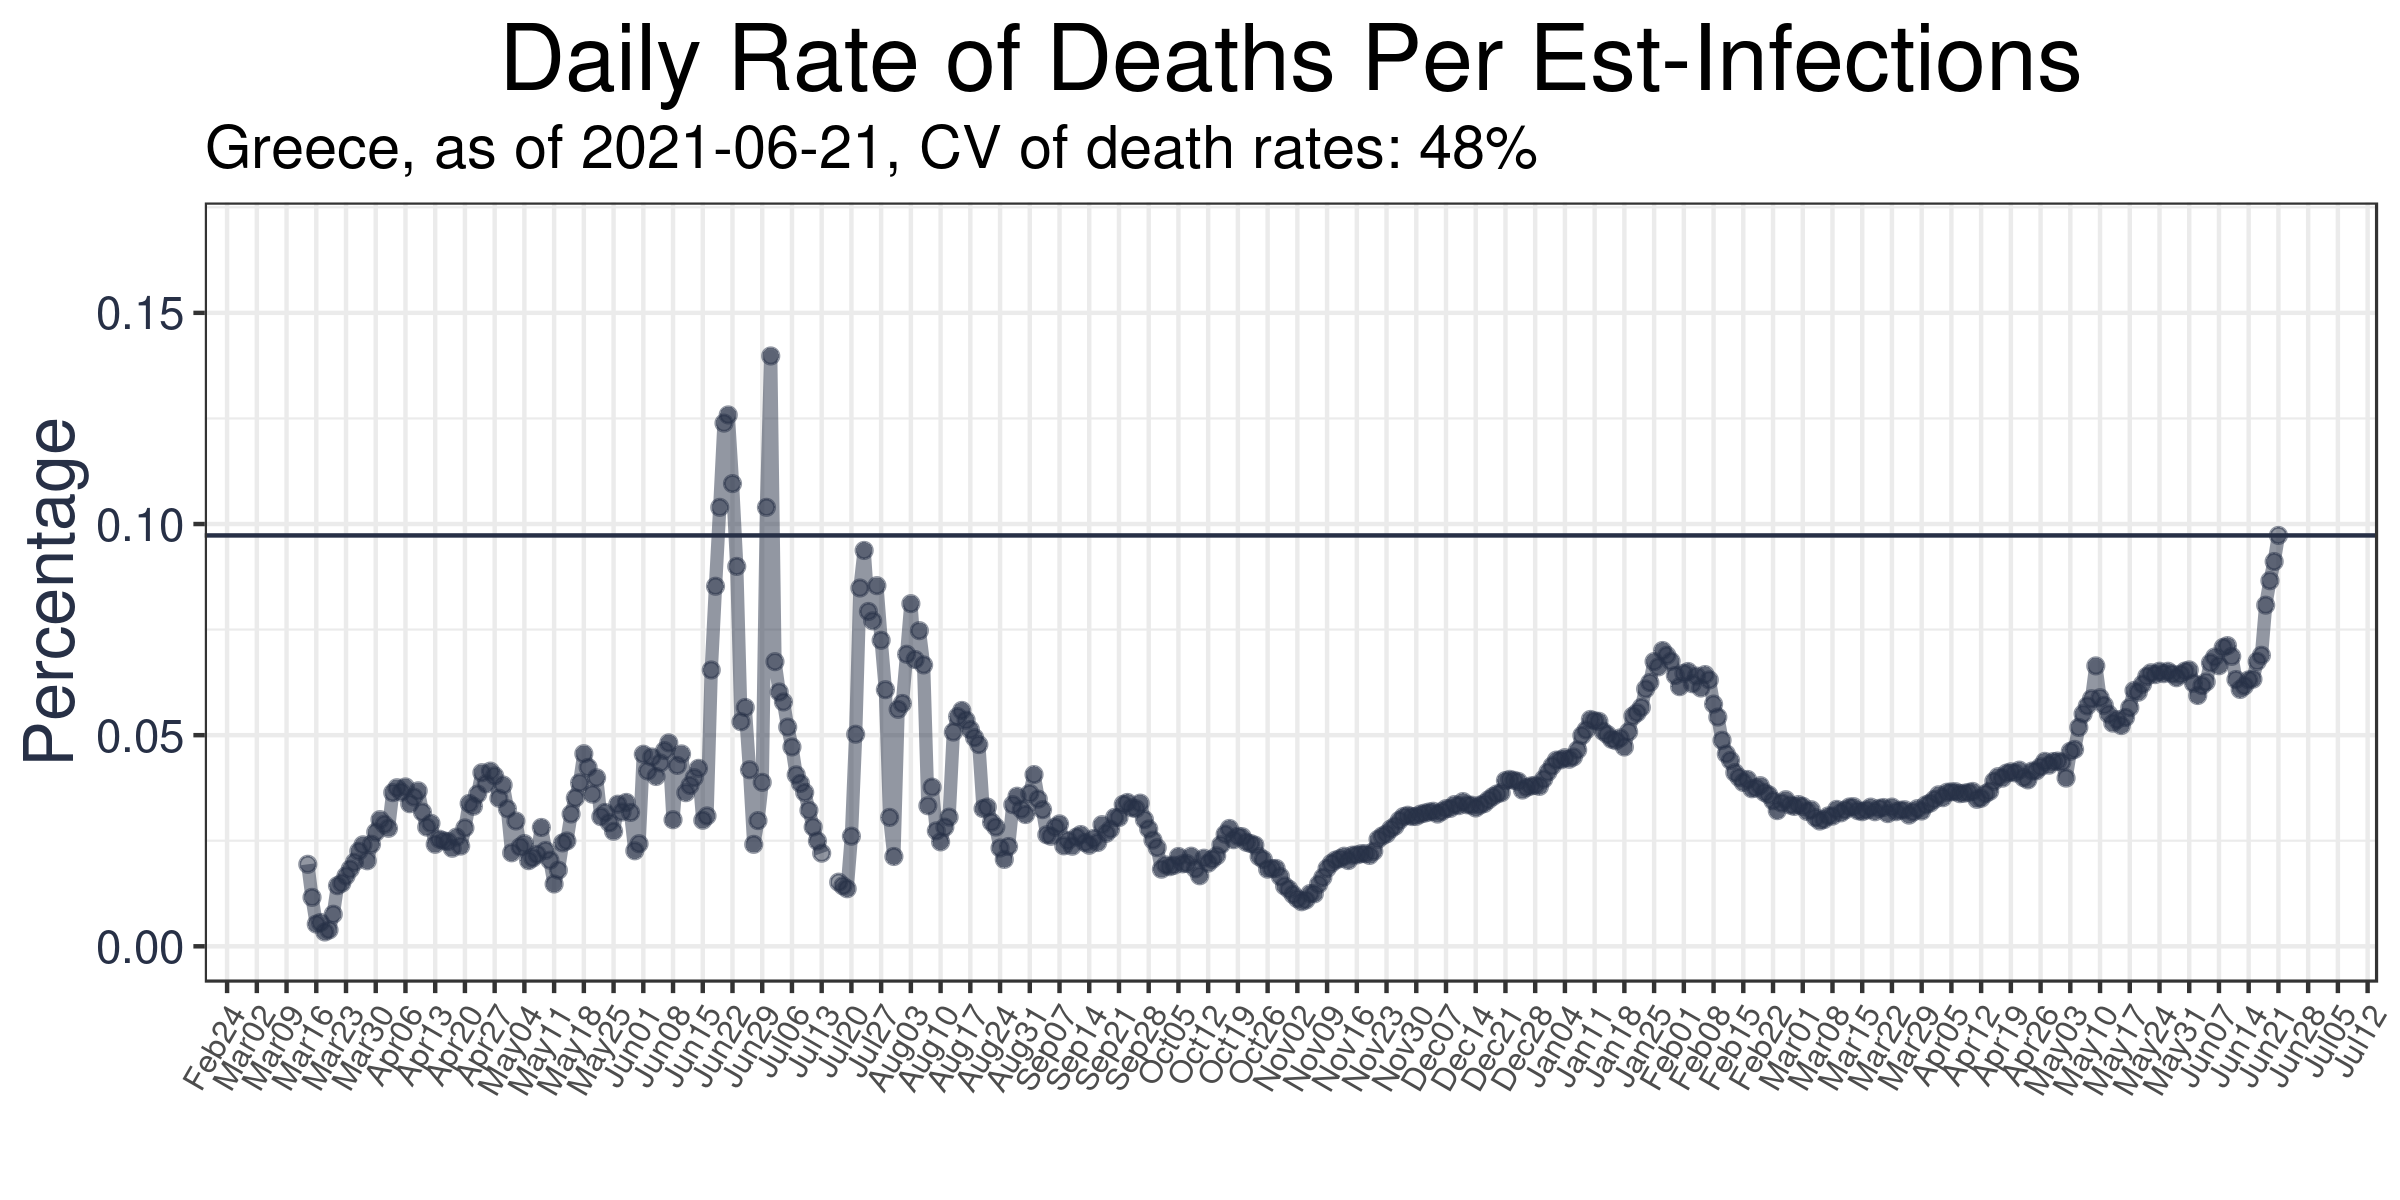 Daily Rate of Deaths Per Est-Infections
Greece, as of 2021-06-21, CV of death rates: 48%
Percentage
0.15
0.10
0.05
0.00
Feb24
Mar02
Mar09
Mar16
Mar23
Mar30
Apr06
Apr13
Apr20
Apr27
May04
May11
May18
May25
Jun01
Jun08
Jun15
Jun22
Jun29
Jul06
Jul13
Jul20
Jul27
Aug03
Aug10
Aug17
Aug24
Aug31
Sep07
Sep14
Sep21
Sep28
Oct05
Oct12
Oct19
Oct26
Nov02
Nov09
Nov16
Nov23
Nov30
Dec07
Dec14
Dec21
Dec28
Jan04
Jan11
Jan18
Jan25
Feb01
Feb08
Feb15
Feb22
Mar01
Mar08
Mar15
Mar22
Mar29
Apr05
Apr12
Apr19
Apr26
May03
May10
May17
May24
May31
Jun07
Jun14
Jun21
Jun28
Jul05
Jul12